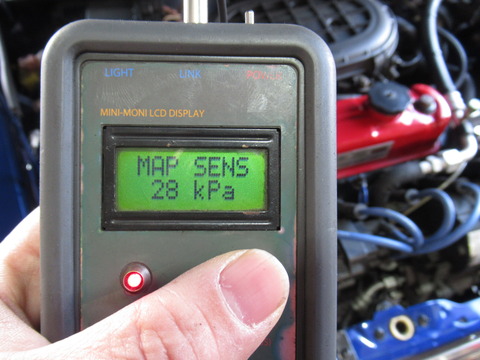 LIGHT LINK
MINI-MONI LCD DISPLAY
MAP SENS
28 kPa